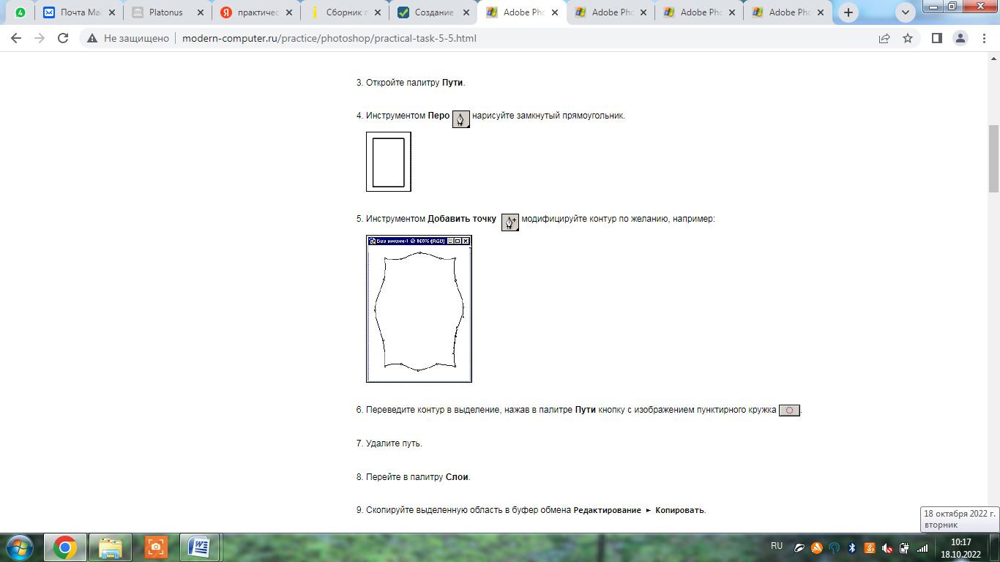 4
Почта Mai
Platonus
Я
практичес
Сборник п
Создание
Adobe Pho
Adobe Pho
Adobe Pho
Adobe Pho
Не защищено
modern-computer.ru/practice/photoshop/practical-task-5-5.html
3. Откройте палитру Пути.
4. Инструментом Перо нарисуйте замкнутый прямоугольник.
5. Инструментом Добавить точку модифицируйте контур по желанию, например:
Без имени-1 @ 100% (RGB)
6. Переведите контур в выделение, нажав в палитре Пути кнопку с изображением пунктирного кружка .
7. Удалите путь.
8. Перейте в палитру Слои.
9. Скопируйте выделенную область в буфер обмена Редактирование ► Копировать.
18 октября 2022 г.
вторник
RU
10:17
18.10.2022